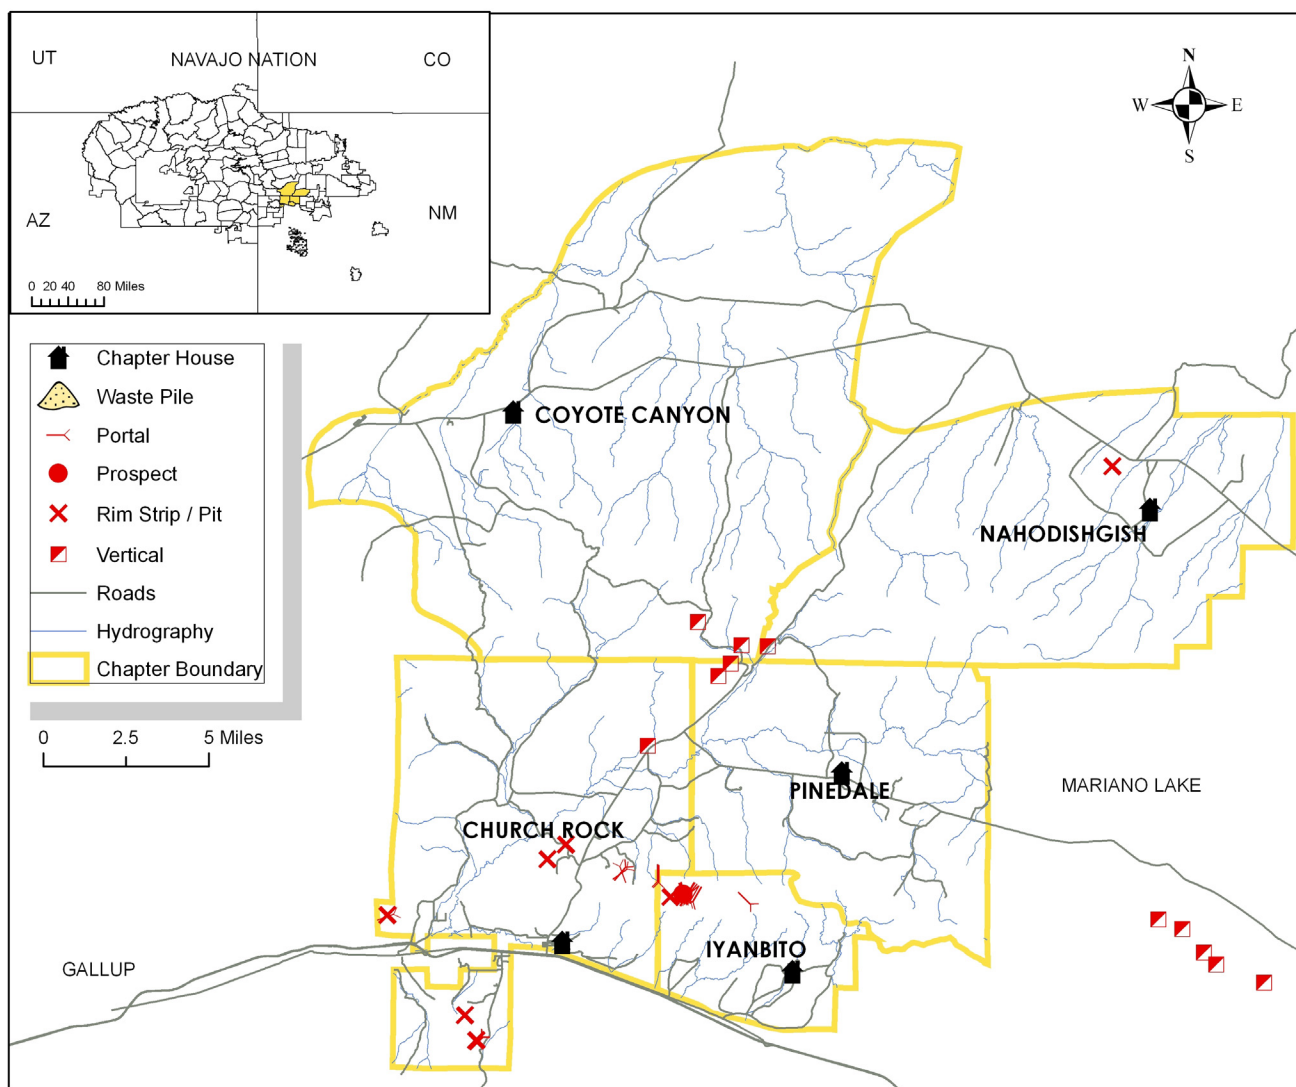 UT
NAVAJO NATION
CO
AZ
NM
0 20 40 80 Miles
N
W E
S
Chapter House
Waste Pile
Portal
Prospect
Rim Strip / Pit
Vertical
Roads
Hydrography
Chapter Boundary
0 2.5 5 Miles
COYOTE CANYON
NAHODISHGISH
PINEDALE
MARIANO LAKE
CHURCH ROCK
IYANBITO
GALLUP